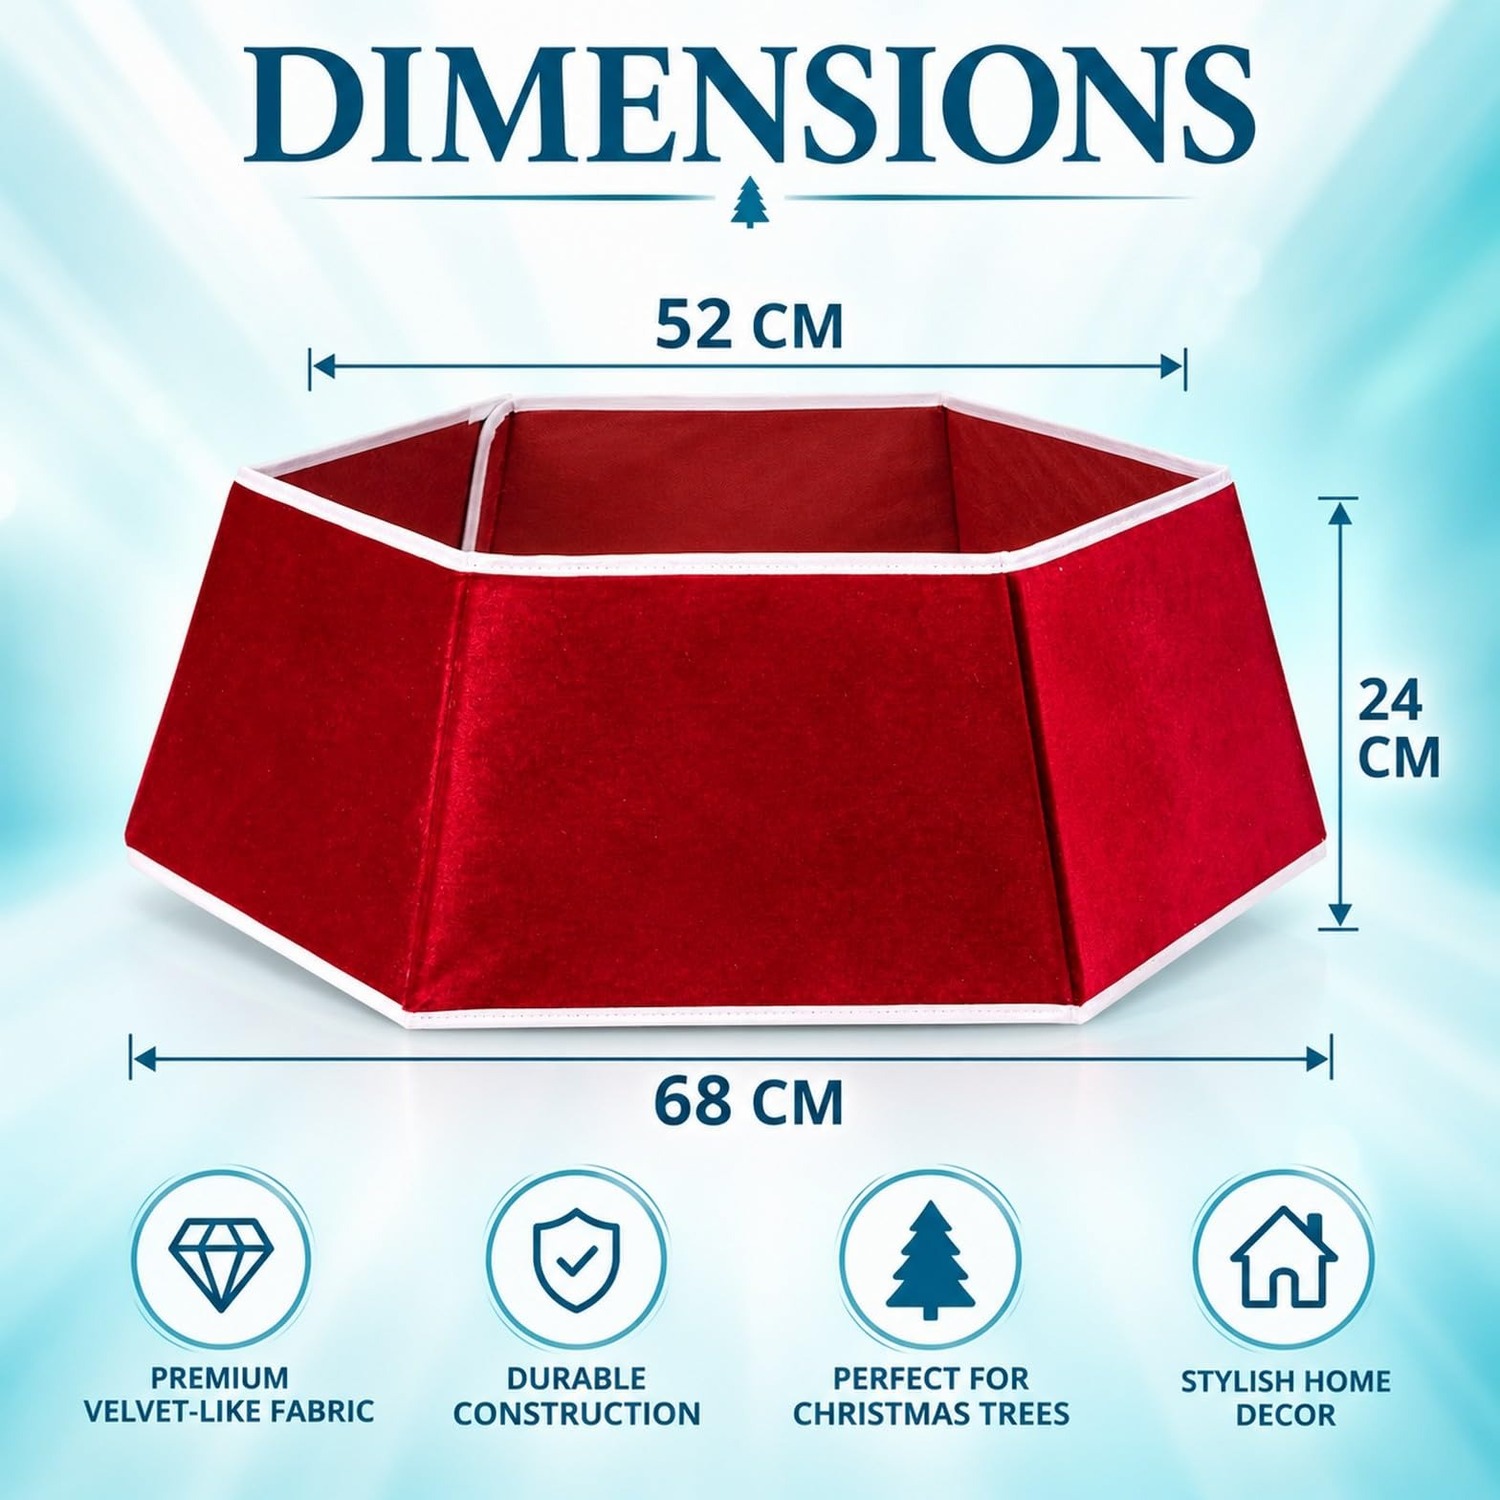 DIMENSIONS
52 CM
24
CM
68 CM
PREMIUM
VELVET-LIKE FABRIC
DURABLE
CONSTRUCTION
PERFECT FOR
CHRISTMAS TREES
STYLISH HOME
DECOR